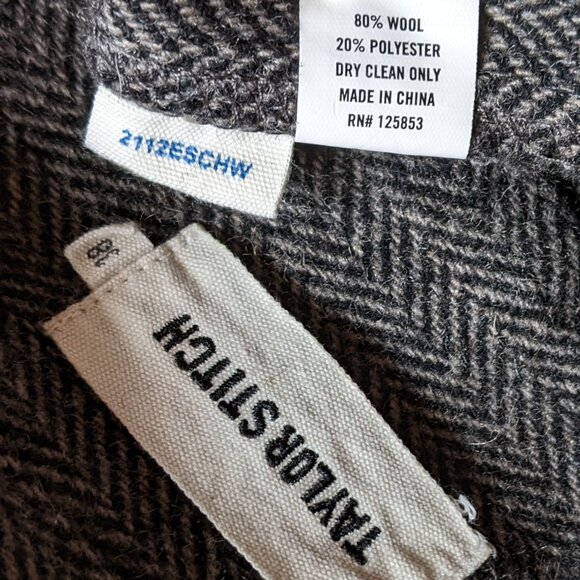 80% WOOL
20% POLYESTER
DRY CLEAN ONLY
MADE IN CHINA
RN# 125853
2112ESCHW
38
TAYLOR STITCH